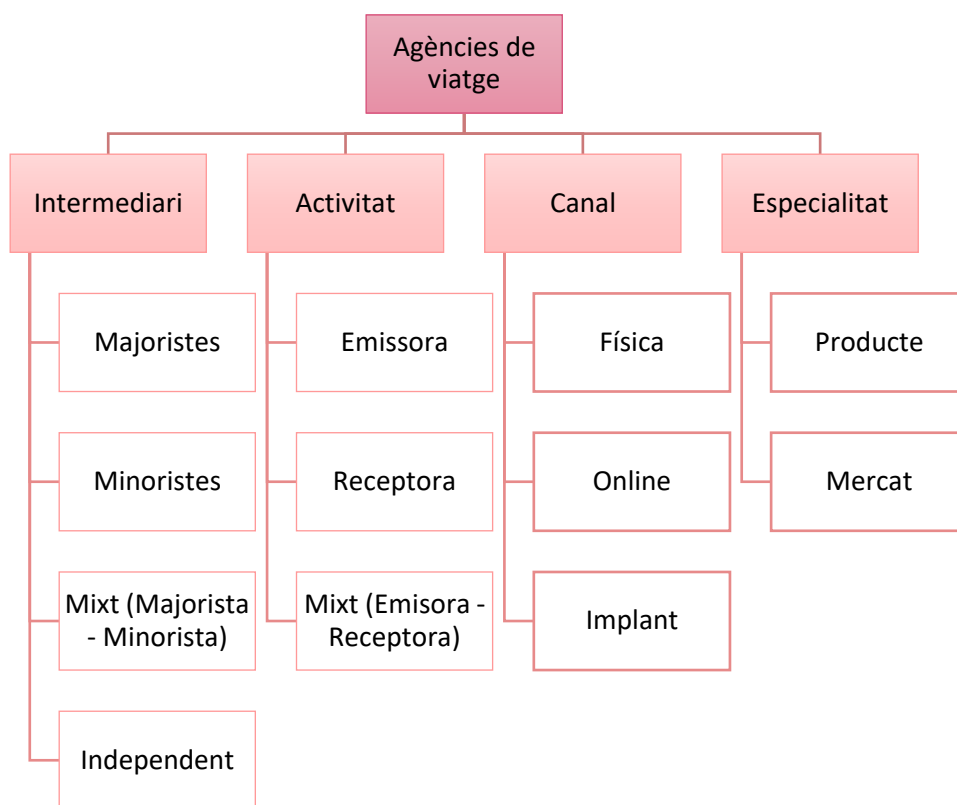 Agències de
viatge
Intermediari
Activitat
Canal
Especialitat
Majoristes
Emissora
Física
Producte
Minoristes
Receptora
Online
Mercat
Mixt (Majorista
- Minorista)
Mixt (Emisora -
Receptora)
Implant
Independent